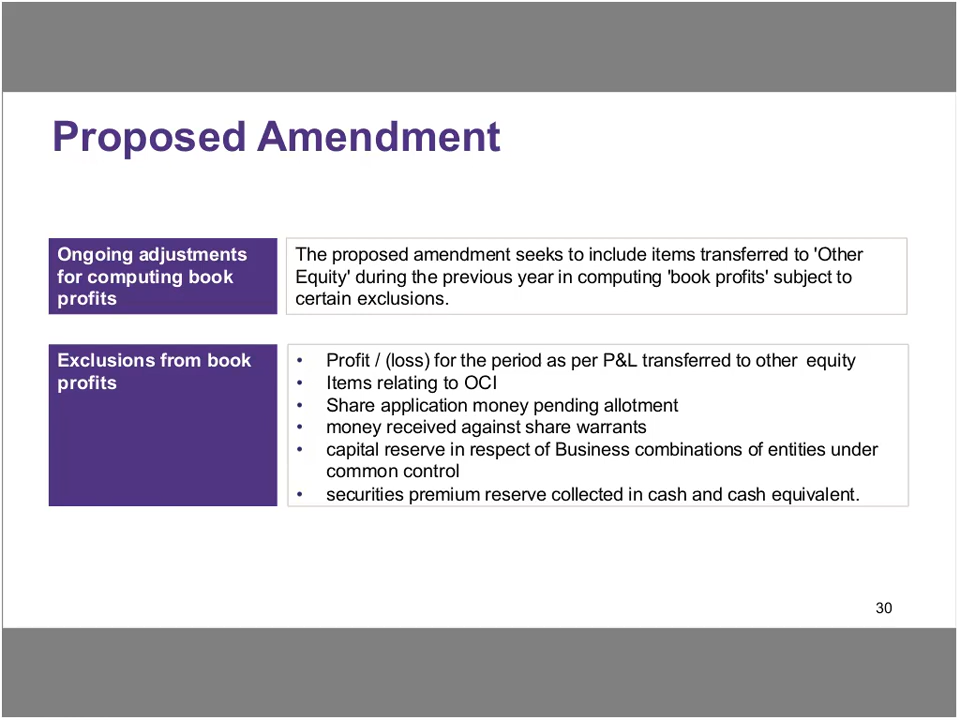 Proposed Amendment
Ongoing adjustments
for computing book
profits
The proposed amendment seeks to include items transferred to 'Other
Equity' during the previous year in computing 'book profits' subject to
certain exclusions.
Exclusions from book
profits
• Profit / (loss) for the period as per P&L transferred to other equity
• Items relating to OCI
• Share application money pending allotment
• money received against share warrants
• capital reserve in respect of Business combinations of entities under
common control
• securities premium reserve collected in cash and cash equivalent.
30